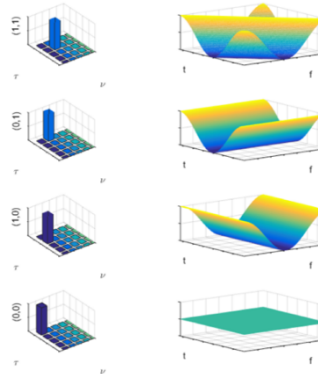 (1,1)
τ
ν
t
f
(0,1)
τ
ν
t
f
(1,0)
τ
ν
t
f
(0,0)
τ
ν
t
f